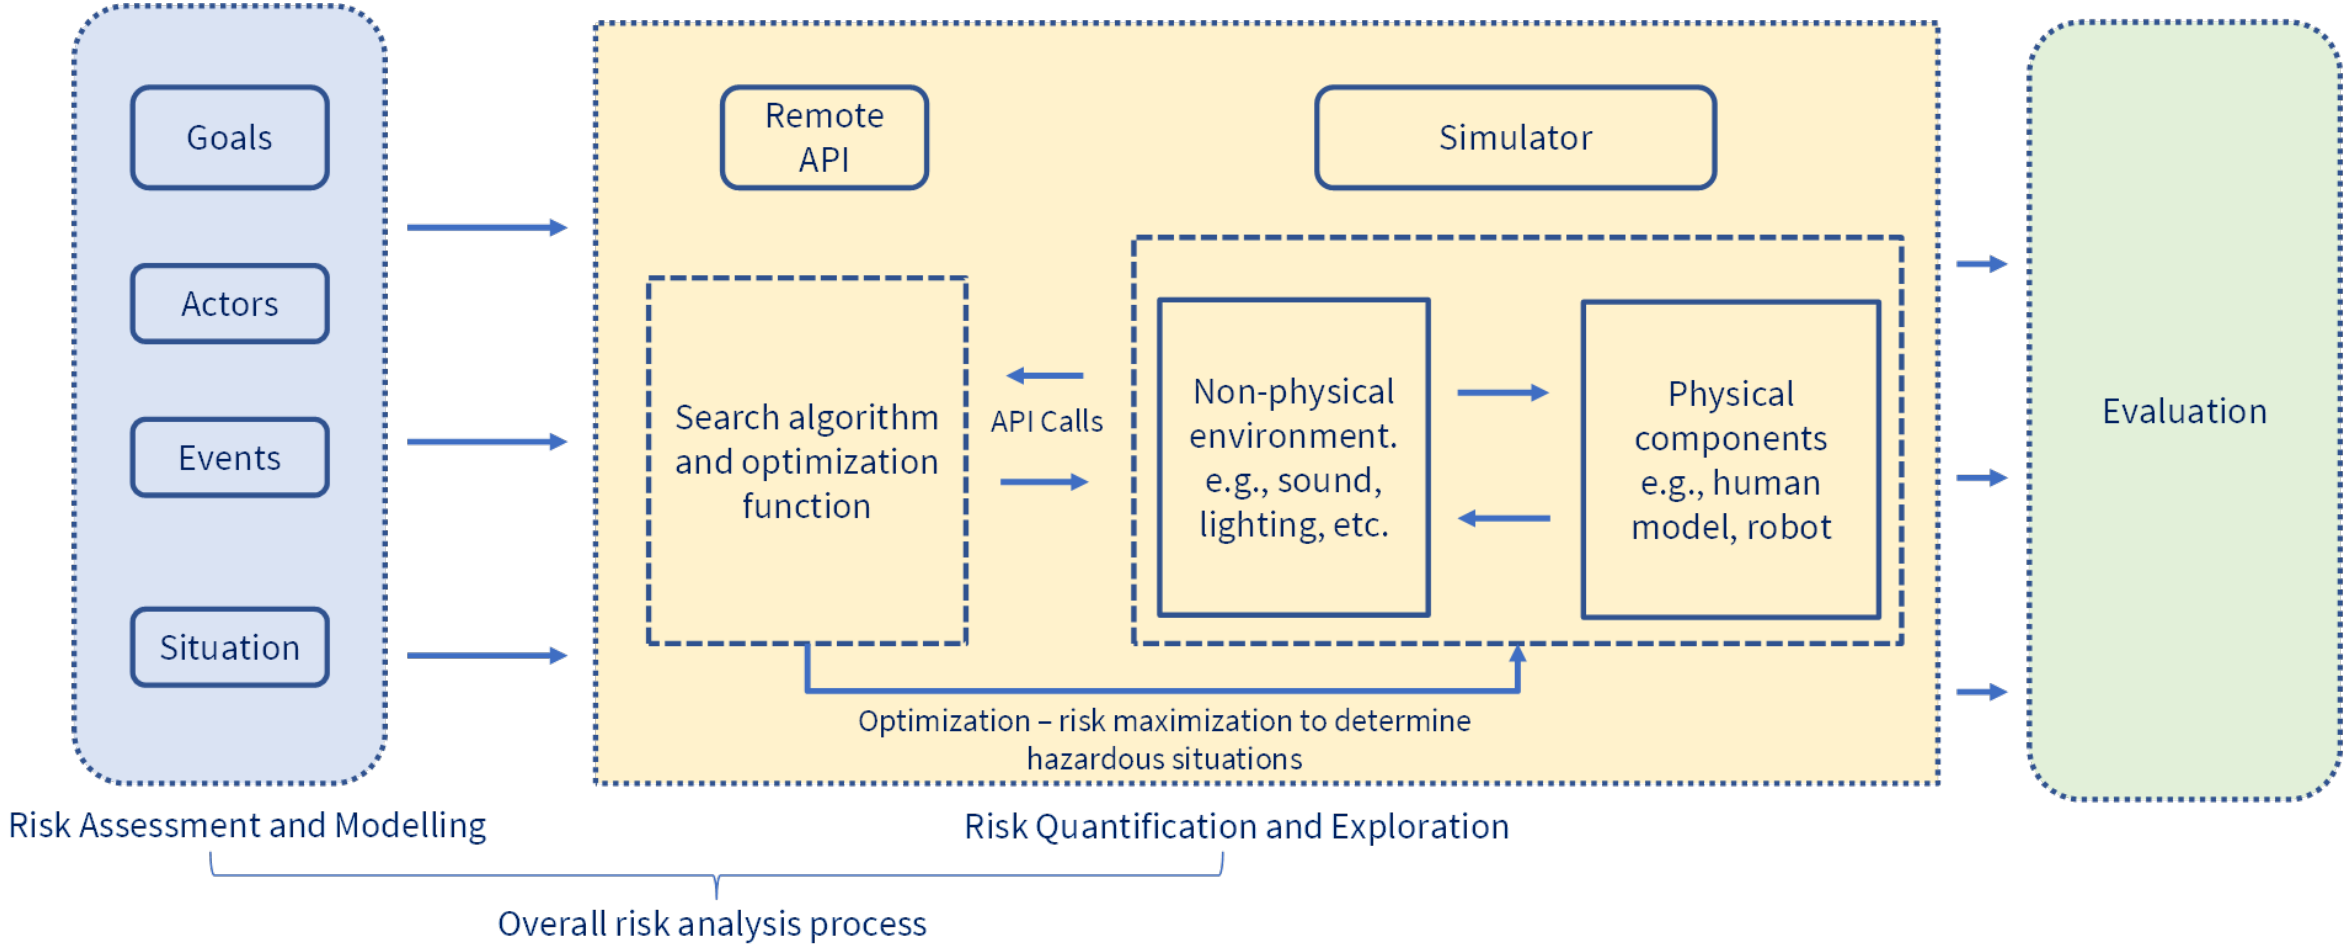 Goals
Actors
Events
Situation
Risk Assessment and Modelling
Remote
API
Simulator
Search algorithm
and optimization
function
API Calls
Non-physical
environment.
e.g., sound,
lighting, etc.
Physical
components
e.g., human
model, robot
Optimization – risk maximization to determine
hazardous situations
Risk Quantification and Exploration
Evaluation
Overall risk analysis process